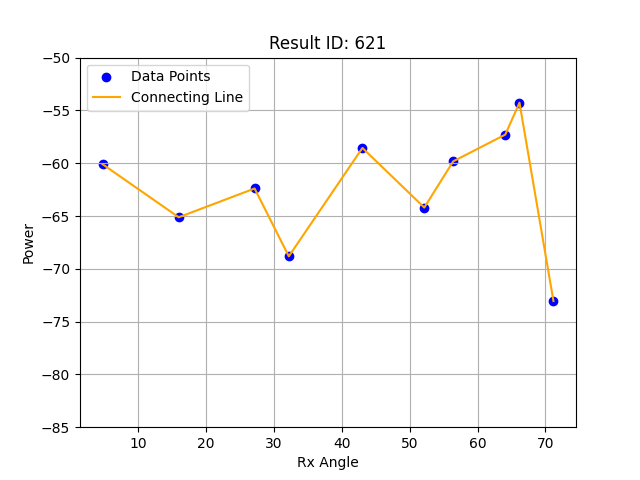 Result ID: 621
Data Points
Connecting Line
Power
−50
−55
−60
−65
−70
−75
−80
−85
10 20 30 40 50 60 70
Rx Angle